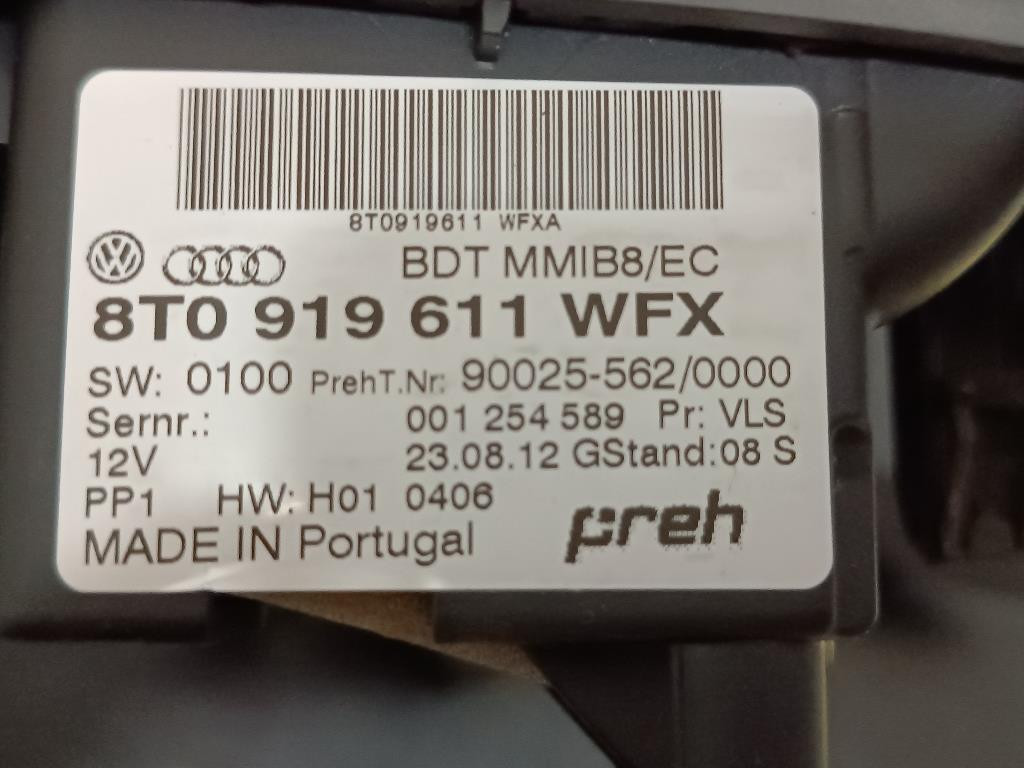 8T0919611 WFXA
BDT MMIB8/EC
8T0 919 611 WFX
SW: 0100 PrehT.Nr: 90025-562/0000
Sernr.: 001 254 589 Pr: VLS
12V 23.08.12 GStand:08 S
PP1 HW: H01 0406
MADE IN Portugal
preh